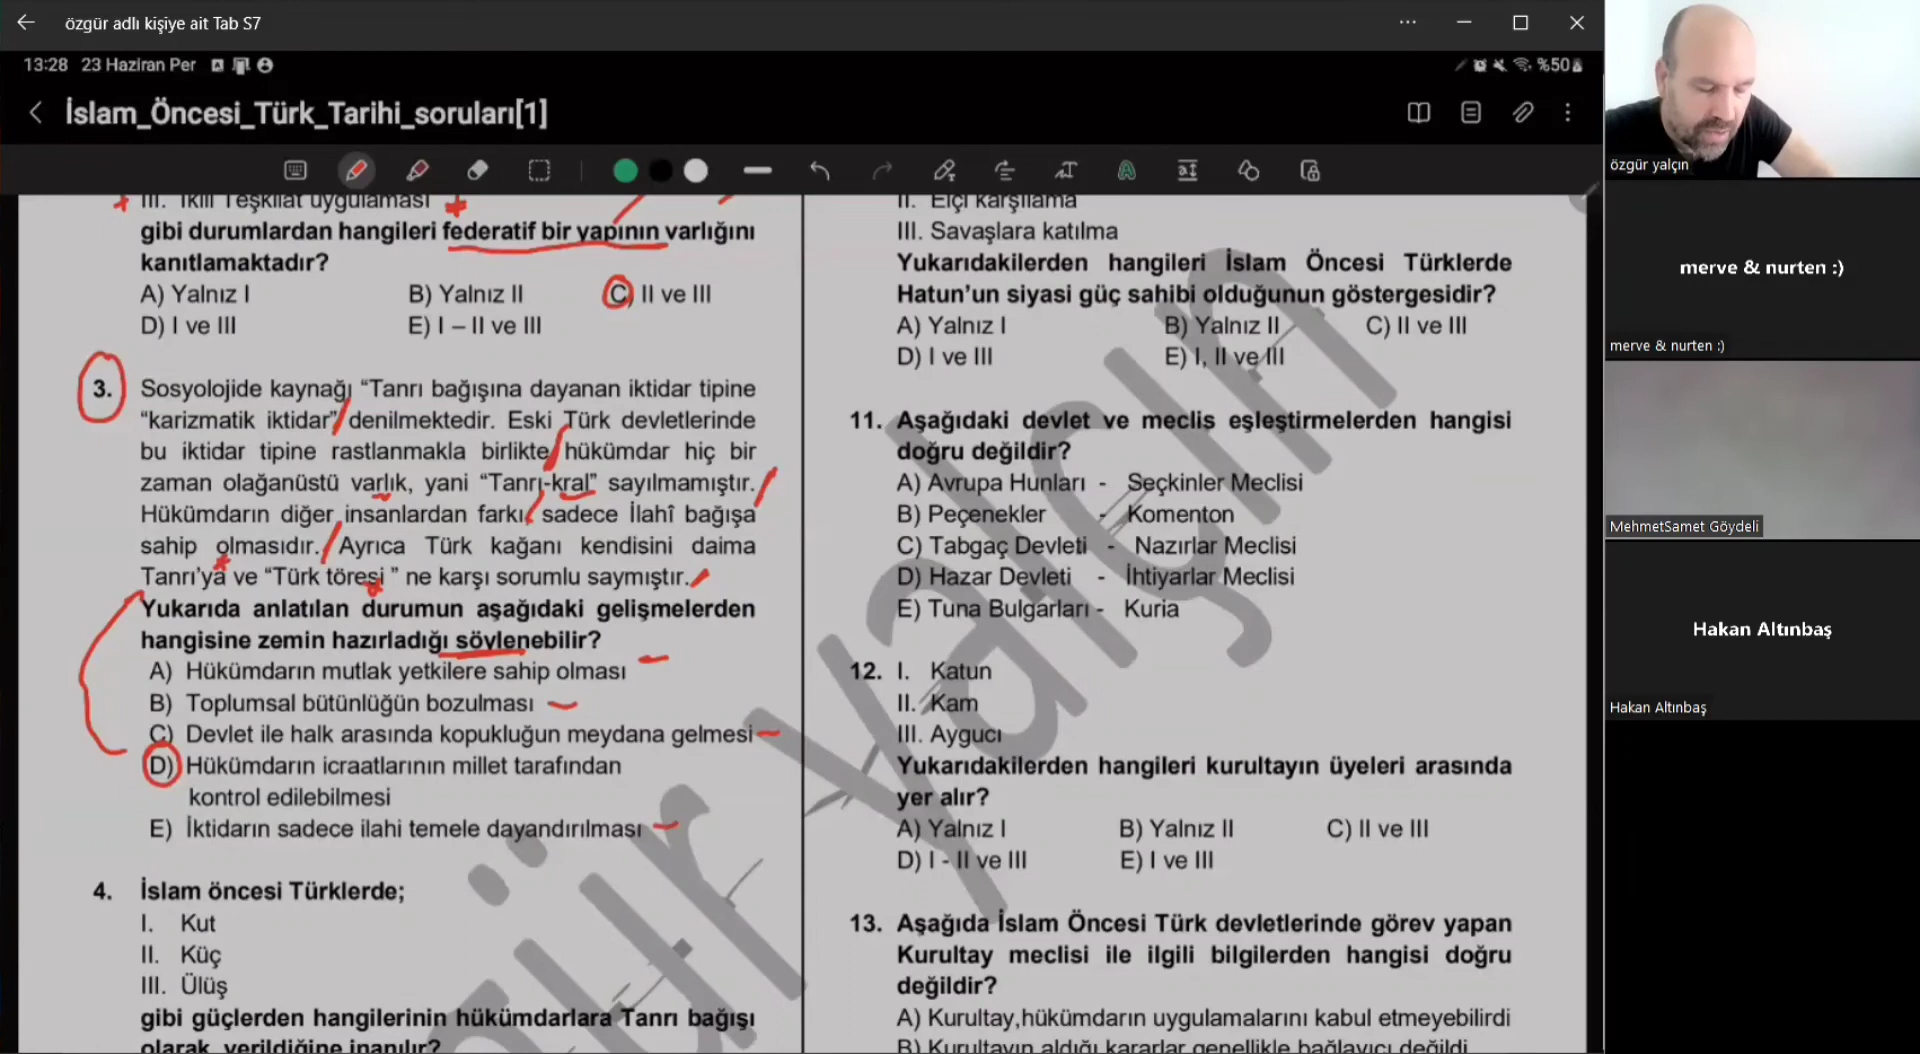 özgür adlı kişiye ait Tab S7
13:28 23 Haziran Per
%50
İslam_Öncesi_Türk_Tarihi_soruları[1]
III. İkili Teşkilat uygulaması
gibi durumlardan hangileri federatif bir yapının varlığını
kanıtlamaktadır?
A) Yalnız I B) Yalnız II C) II ve III
D) I ve III E) I – II ve III
3. Sosyolojide kaynağı “Tanrı bağışına dayanan iktidar tipine
“karizmatik iktidar” denilmektedir. Eski Türk devletlerinde
bu iktidar tipine rastlanmakla birlikte hükümdar hiç bir
zaman olağanüstü varlık, yani “Tanrı-kral” sayılmamıştır.
Hükümdarın diğer insanlardan farkı, sadece İlahî bağışa
sahip olmasıdır. Ayrıca Türk kağanı kendisini daima
Tanrı’ya ve “Türk töresi ” ne karşı sorumlu saymıştır.
Yukarıda anlatılan durumun aşağıdaki gelişmelerden
hangisine zemin hazırladığı söylenebilir?
A) Hükümdarın mutlak yetkilere sahip olması
B) Toplumsal bütünlüğün bozulması
C) Devlet ile halk arasında kopukluğun meydana gelmesi
D) Hükümdarın icraatlarının millet tarafından
kontrol edilebilmesi
E) İktidarın sadece ilahi temele dayandırılması
4. İslam öncesi Türklerde;
I. Kut
II. Küç
III. Ülüş
gibi güçlerden hangilerinin hükümdarlara Tanrı bağışı
olarak verildiğine inanılır?
II. Elçi karşılama
III. Savaşlara katılma
Yukarıdakilerden hangileri İslam Öncesi Türklerde
Hatun’un siyasi güç sahibi olduğunun göstergesidir?
A) Yalnız I B) Yalnız II C) II ve III
D) I ve III E) I, II ve III
11. Aşağıdaki devlet ve meclis eşleştirmelerden hangisi
doğru değildir?
A) Avrupa Hunları - Seçkinler Meclisi
B) Peçenekler - Komenton
C) Tabgaç Devleti - Nazırlar Meclisi
D) Hazar Devleti - İhtiyarlar Meclisi
E) Tuna Bulgarları - Kuria
12. I. Katun
II. Kam
III. Aygucı
Yukarıdakilerden hangileri kurultayın üyeleri arasında
yer alır?
A) Yalnız I B) Yalnız II C) II ve III
D) I - II ve III E) I ve III
13. Aşağıda İslam Öncesi Türk devletlerinde görev yapan
Kurultay meclisi ile ilgili bilgilerden hangisi doğru
değildir?
A) Kurultay,hükümdarın uygulamalarını kabul etmeyebilirdi
B) Kurultayın aldığı kararlar genellikle bağlayıcı değildi
özgür yalçın
merve & nurten :)
merve & nurten :)
MehmetSamet Göydeli
Hakan Altınbaş
Hakan Altınbaş